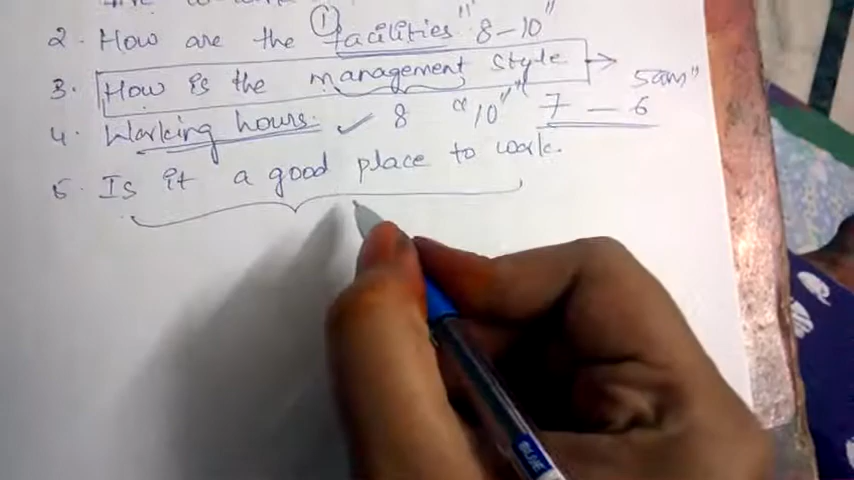 ①
2. How are the facilities" 8-10"
3. How is the management style → 5am"
4. Working hours. ✓ 8 "10" 7 — 6
5. Is it a good place to work.
BLUE